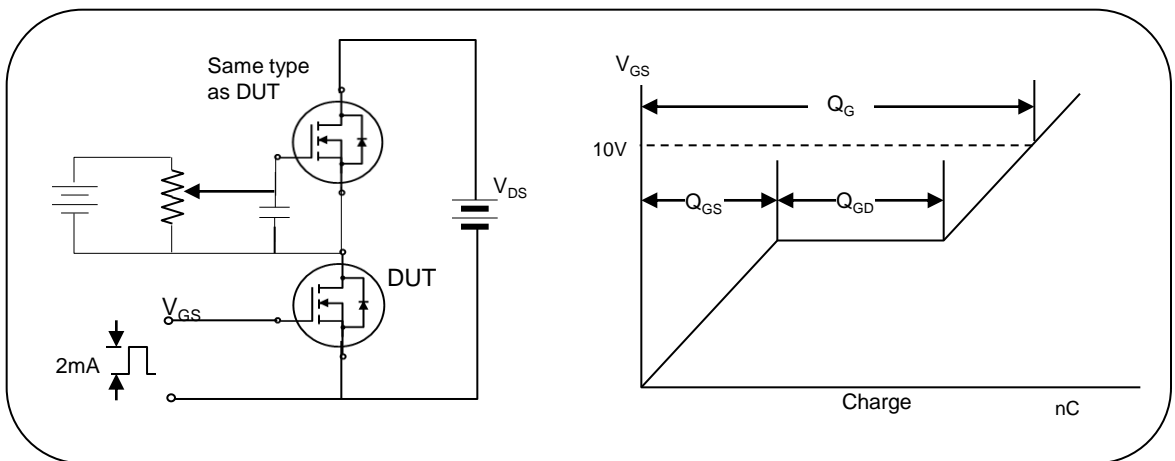 Same type
as DUT
V_DS
DUT
V_GS
2mA
V_GS
Q_G
10V
Q_GS
Q_GD
Charge
nC